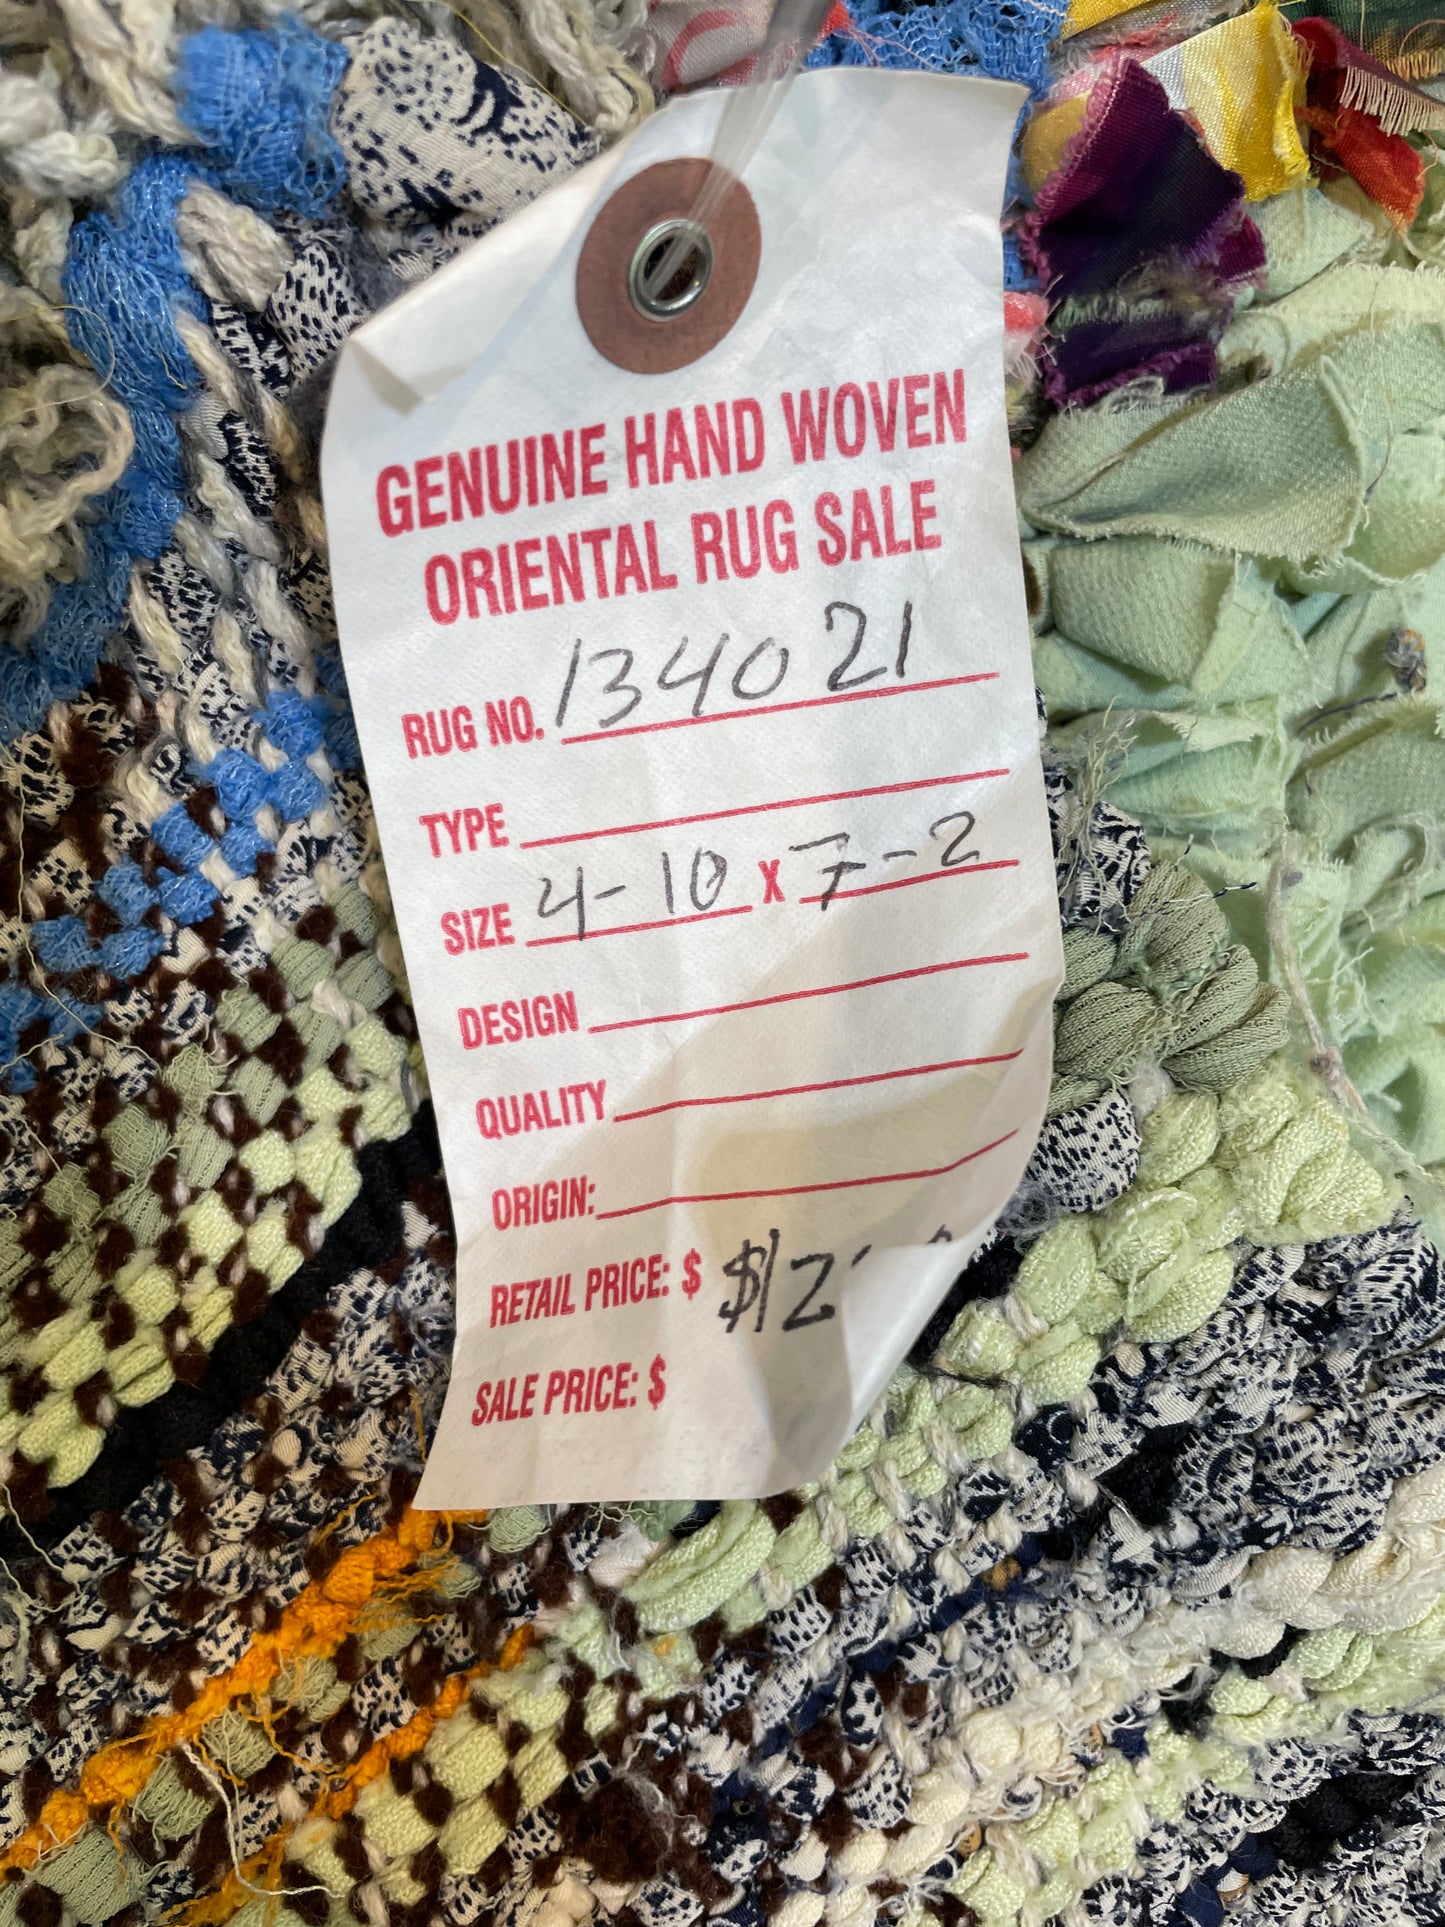 GENUINE HAND WOVEN
ORIENTAL RUG SALE
RUG NO. 134021
TYPE
SIZE 4-10 X 7-2
DESIGN
QUALITY
ORIGIN:
RETAIL PRICE: $
SALE PRICE: $